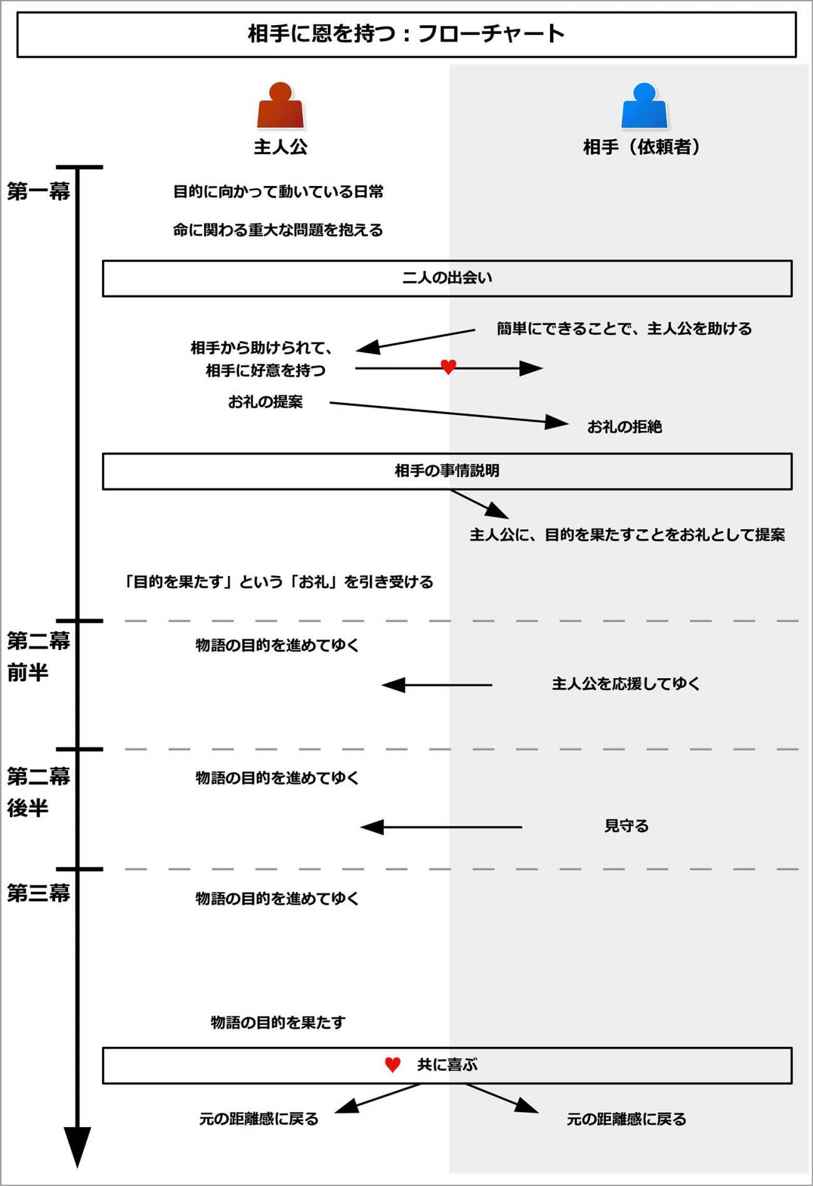 相手に恩を持つ：フローチャート
主人公
相手（依頼者）
第一幕
目的に向かって動いている日常
命に関わる重大な問題を抱える
二人の出会い
簡単にできることで、主人公を助ける
相手から助けられて、
相手に好意を持つ
お礼の提案
お礼の拒絶
相手の事情説明
主人公に、目的を果たすことをお礼として提案
「目的を果たす」という「お礼」を引き受ける
第二幕
前半
物語の目的を進めてゆく
主人公を応援してゆく
第二幕
後半
物語の目的を進めてゆく
見守る
第三幕
物語の目的を進めてゆく
物語の目的を果たす
♥ 共に喜ぶ
元の距離感に戻る
元の距離感に戻る